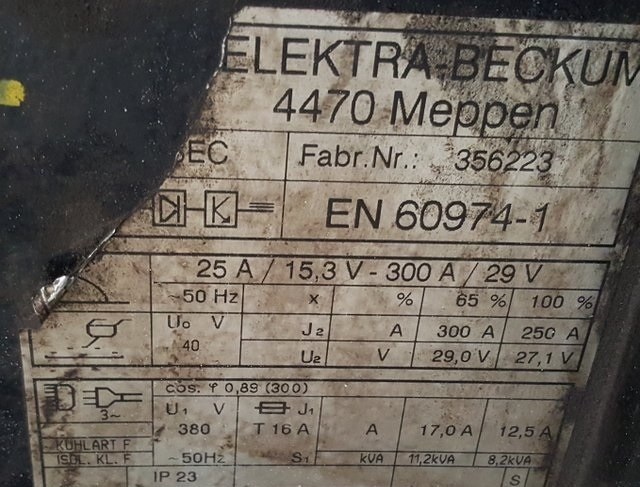 ELEKTRA-BECKUM
4470 Meppen
Fabr.Nr.: 356223
EN 60974-1
25 A / 15,3 V - 300 A / 29 V
~50 Hz x % 65 % 100 %
U₀ V J₂ A 300 A 250 A
40 U₂ V 29,0 V 27,1 V
cos. φ 0,89 (300)
3~ U₁ V J₁
380 T 16 A A 17,0 A 12,5 A
KÜHLART F
ISOL. KL. F ~50Hz S₁ kVA 11,2kVA 8,2kVA
IP 23 S